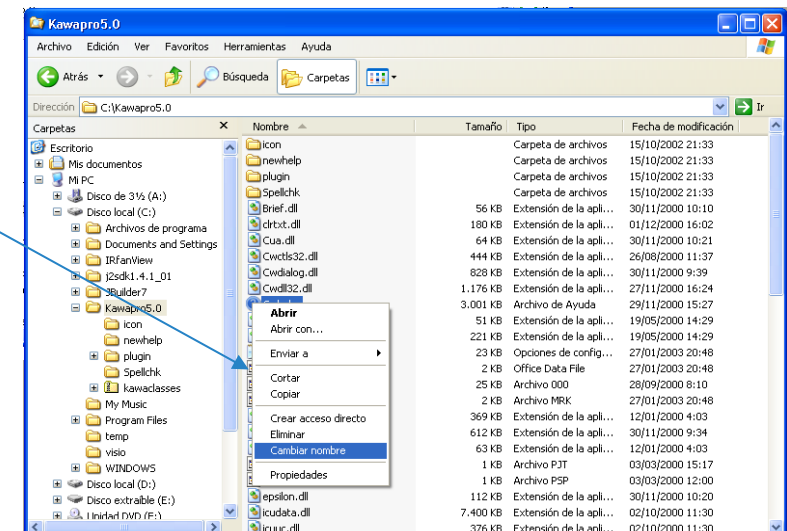 Kawapro5.0
Archivo Edición Ver Favoritos Herramientas Ayuda
Atrás Búsqueda Carpetas
Dirección C:\Kawapro5.0 Ir
Carpetas X
Escritorio
Mis documentos
Mi PC
Disco de 3½ (A:)
Disco local (C:)
Archivos de programa
Documents and Settings
IRfanView
j2sdk1.4.1_01
JBuilder7
Kawapro5.0
icon
newhelp
plugin
Spellchk
kawaclasses
My Music
Program Files
temp
visio
WINDOWS
Disco local (D:)
Disco extraíble (E:)
Unidad DVD (F:)
Nombre Tamaño Tipo Fecha de modificación
icon Carpeta de archivos 15/10/2002 21:33
newhelp Carpeta de archivos 15/10/2002 21:33
plugin Carpeta de archivos 15/10/2002 21:33
Spellchk Carpeta de archivos 15/10/2002 21:33
Brief.dll 56 KB Extensión de la apli... 30/11/2000 10:10
clrtxt.dll 180 KB Extensión de la apli... 01/12/2000 16:02
Cua.dll 64 KB Extensión de la apli... 30/11/2000 10:21
Cwctls32.dll 444 KB Extensión de la apli... 26/08/2000 11:37
Cwdialog.dll 828 KB Extensión de la apli... 30/11/2000 9:39
Cwdll32.dll 1.176 KB Extensión de la apli... 27/11/2000 16:24
3.001 KB Archivo de Ayuda 29/11/2000 15:27
51 KB Extensión de la apli... 19/05/2000 14:29
221 KB Extensión de la apli... 19/05/2000 14:29
23 KB Opciones de config... 27/01/2003 20:48
2 KB Office Data File 27/01/2003 20:48
25 KB Archivo 000 28/09/2000 8:10
2 KB Archivo MRK 27/01/2003 20:48
369 KB Extensión de la apli... 12/01/2000 4:03
612 KB Extensión de la apli... 30/11/2000 9:34
63 KB Extensión de la apli... 12/01/2000 4:03
1 KB Archivo PJT 03/03/2000 15:17
1 KB Archivo PSP 03/03/2000 12:00
epsilon.dll 112 KB Extensión de la apli... 30/11/2000 10:20
icudata.dll 7.400 KB Extensión de la apli... 02/10/2000 11:30
icuuc.dll 376 KB Extensión de la apli... 02/10/2000 11:30
Abrir
Abrir con...
Enviar a
Cortar
Copiar
Crear acceso directo
Eliminar
Cambiar nombre
Propiedades